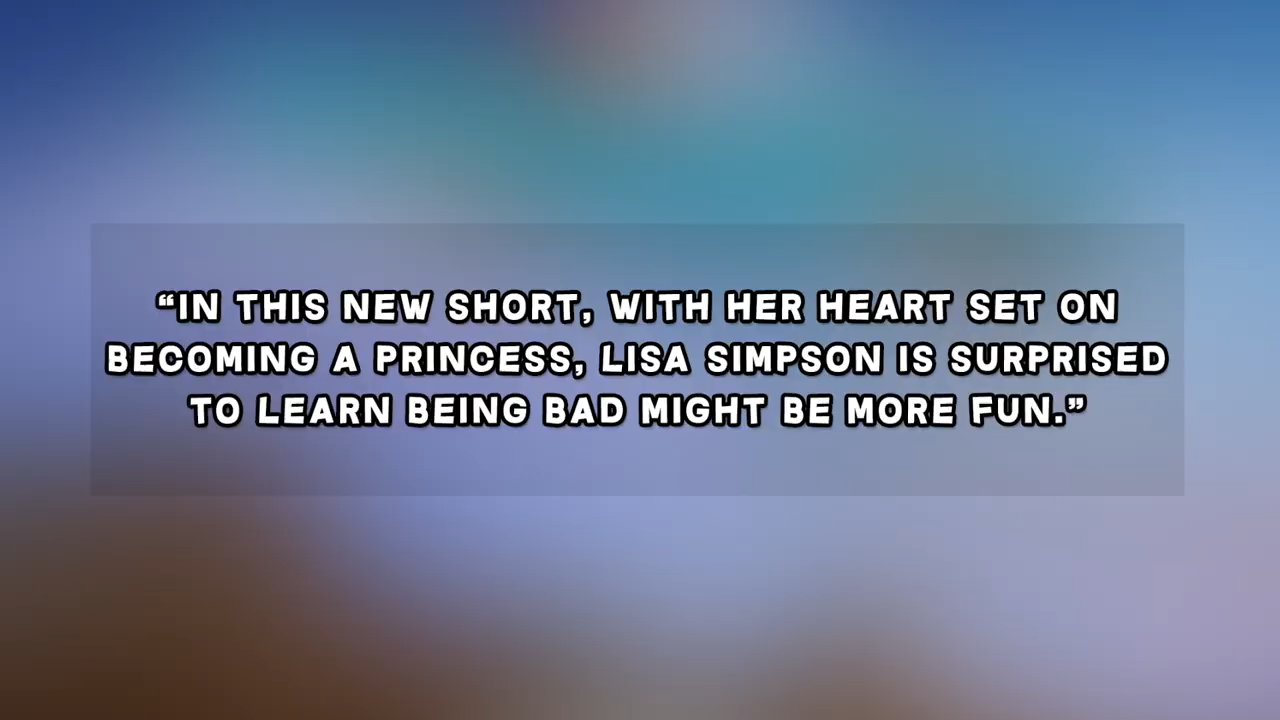 “IN THIS NEW SHORT, WITH HER HEART SET ON
BECOMING A PRINCESS, LISA SIMPSON IS SURPRISED
TO LEARN BEING BAD MIGHT BE MORE FUN.”